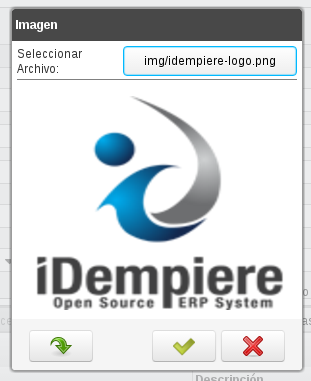 Imagen
Seleccionar
Archivo:
img/idempiere-logo.png
iDempiere
Open Source ERP System
Descripción